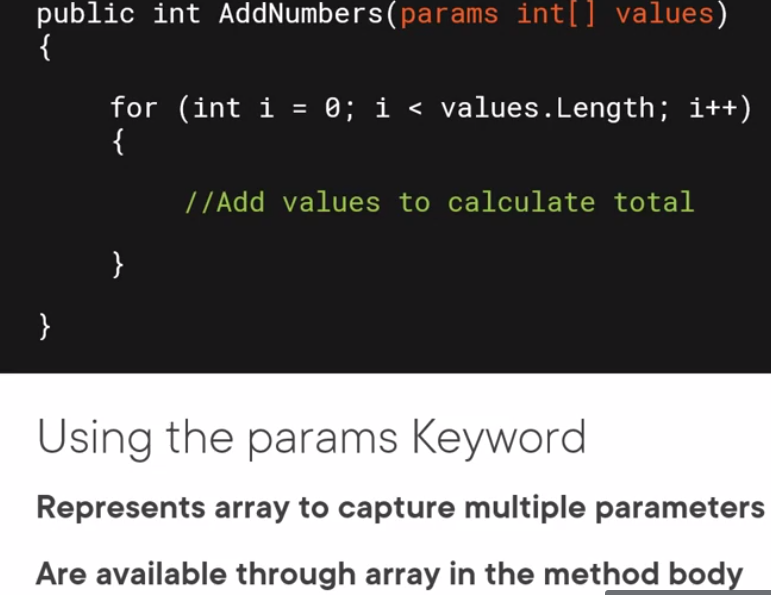 public int AddNumbers(params int[] values)
{
for (int i = 0; i < values.Length; i++)
{
//Add values to calculate total
}
}
Using the params Keyword
Represents array to capture multiple parameters
Are available through array in the method body